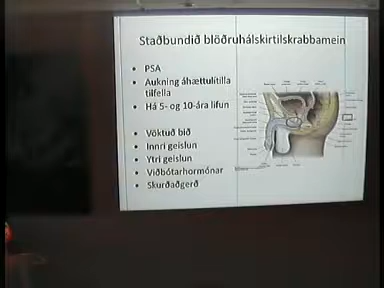 Staðbundið blöðruhálskirtilskrabbamein
• PSA
• Aukning áhættulítilla
tilfella
• Há 5- og 10-ára lifun
• Vöktuð bið
• Innri geislun
• Ytri geislun
• Viðbótarhormónar
• Skurðaðgerð